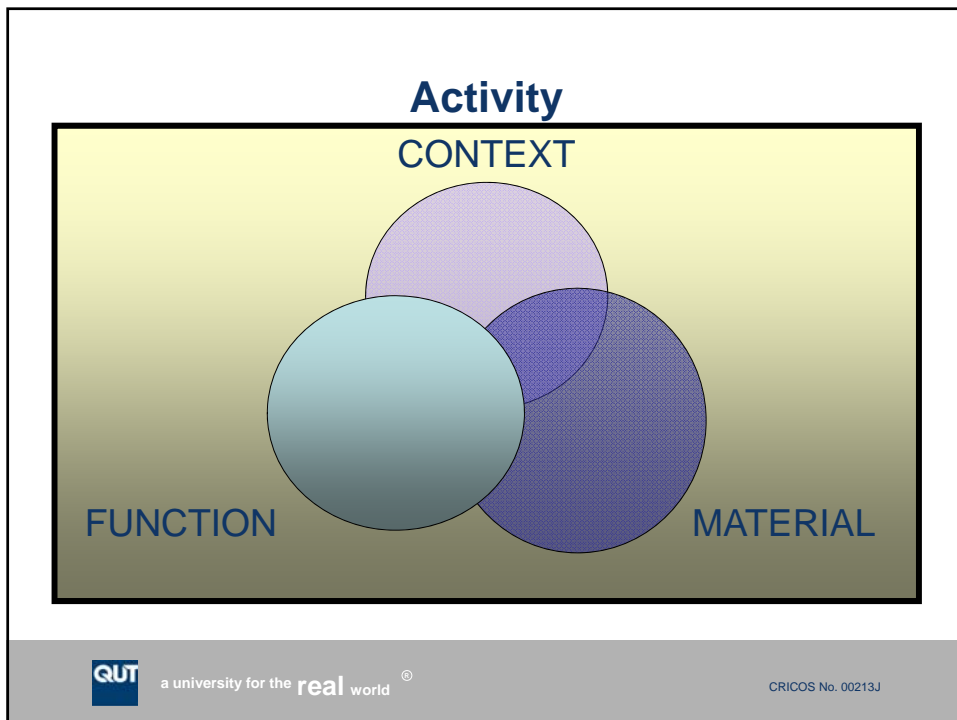 Activity
CONTEXT
FUNCTION
MATERIAL
QUT
a university for the real world ®
CRICOS No. 00213J